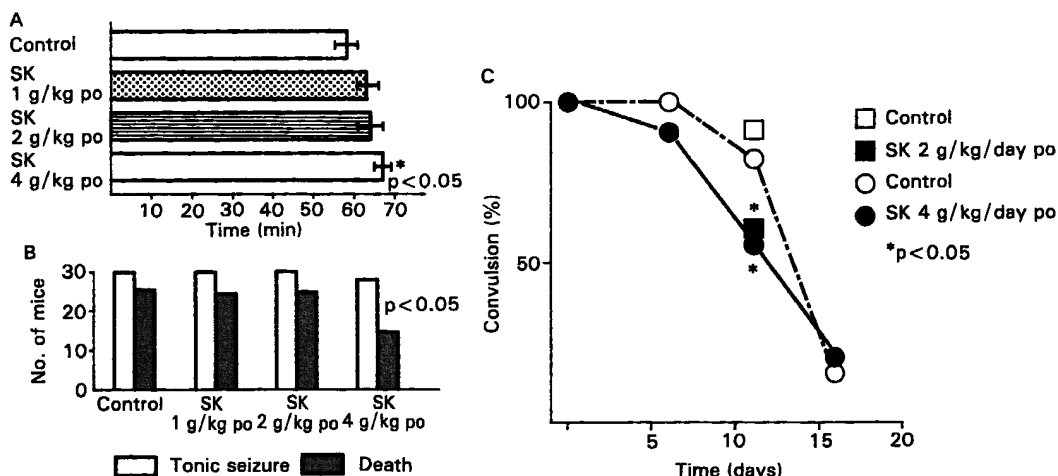 A
Control
SK
1 g/kg po
SK
2 g/kg po
SK
4 g/kg po
*
p<0.05
10 20 30 40 50 60 70
Time (min)
B
No. of mice
30
20
10
0
p<0.05
Control
SK
1 g/kg po
SK
2 g/kg po
SK
4 g/kg po
Tonic seizure
Death
C
Convulsion (%)
100
50
*
*
5 10 15 20
Time (days)
Control
SK 2 g/kg/day po
Control
SK 4 g/kg/day po
*p<0.05